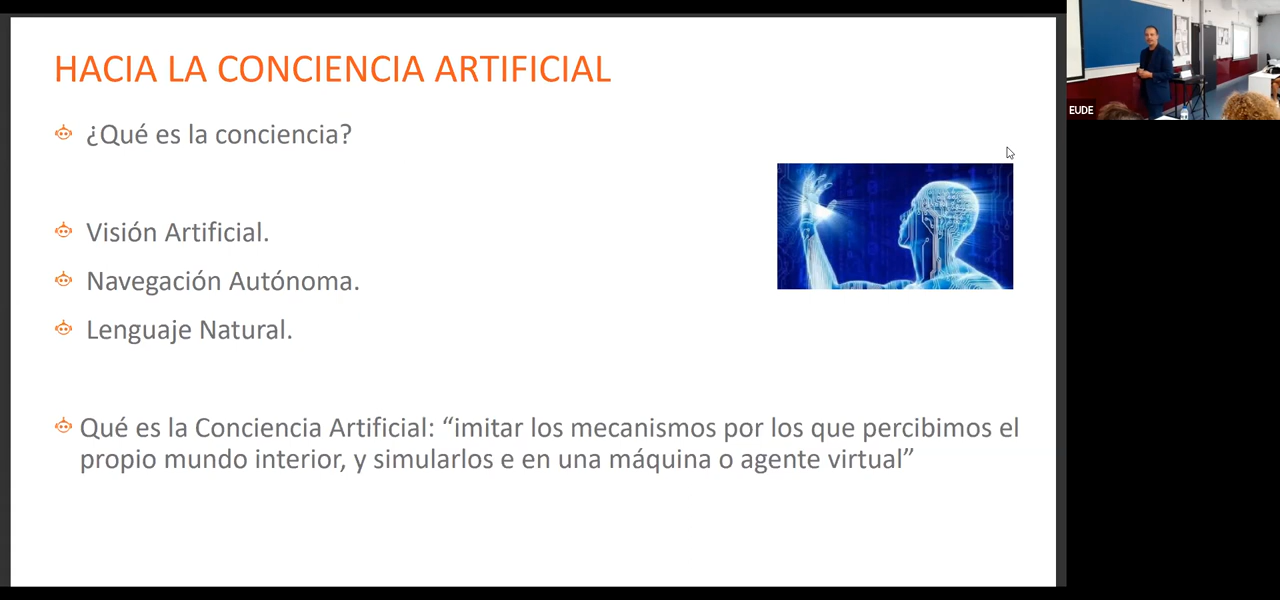 HACIA LA CONCIENCIA ARTIFICIAL
¿Qué es la conciencia?
Visión Artificial.
Navegación Autónoma.
Lenguaje Natural.
Qué es la Conciencia Artificial: “imitar los mecanismos por los que percibimos el
propio mundo interior, y simularlos e en una máquina o agente virtual”
EUDE